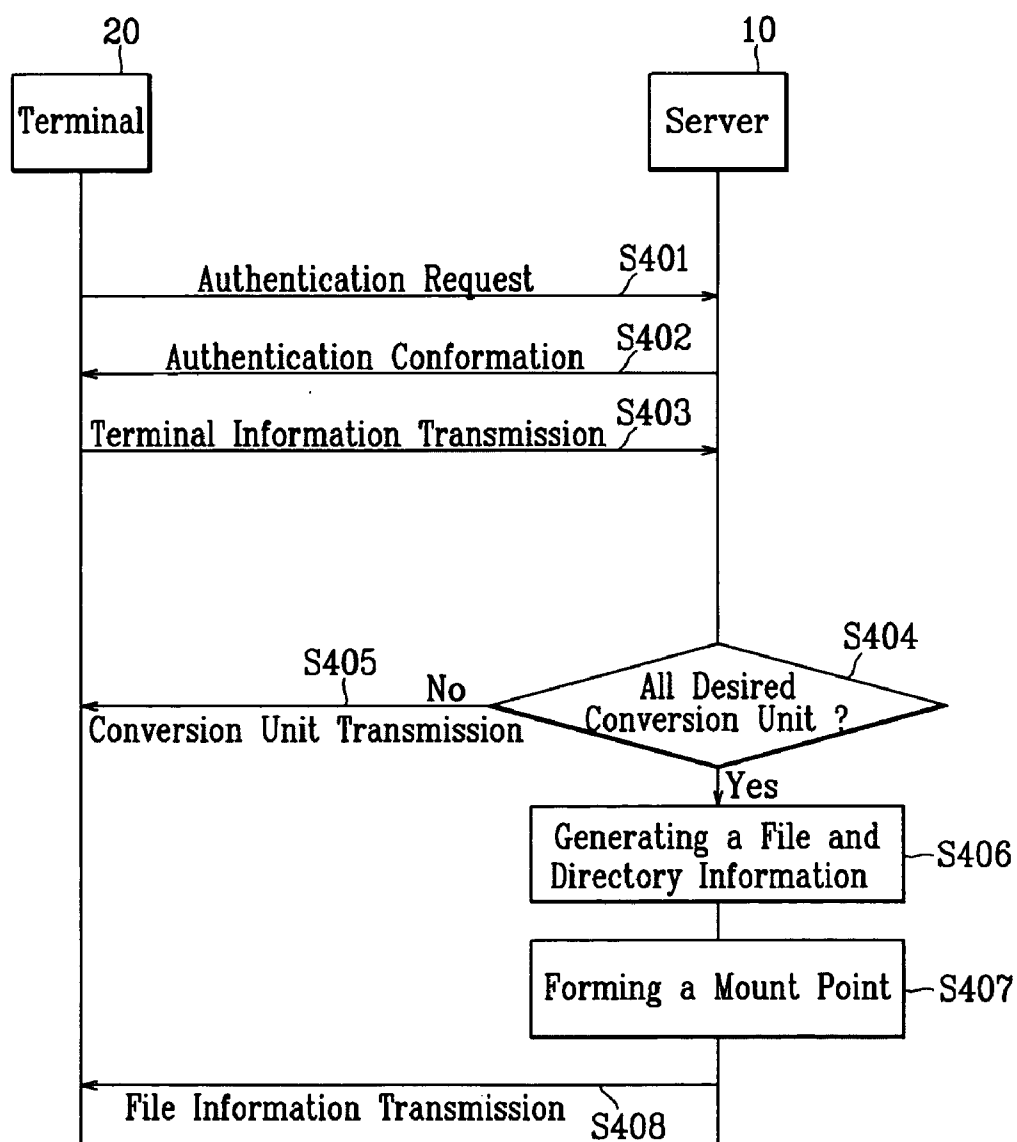 20
10
Terminal
Server
S401
Authentication Request
S402
Authentication Conformation
S403
Terminal Information Transmission
S404
S405
No
All Desired
Conversion Unit ?
Conversion Unit Transmission
Yes
Generating a File and
Directory Information
S406
Forming a Mount Point
S407
File Information Transmission
S408